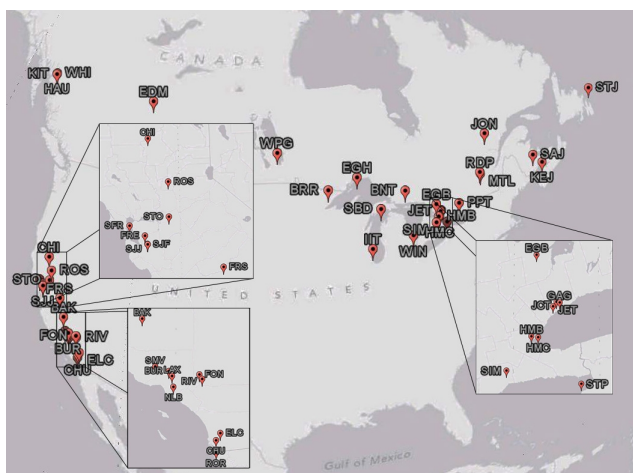 CANADA
KIT WHI
HAU
EDM
STJ
WPG
JON
EGH
RDP
MTL
SAJ
KEJ
BRR
BNT
SBD
EGB
PPT
JET
HMB
SIM
HMC
IIT
WIN
CHI
ROS
STO
FRS
SJJ
BAK
FON
RIV
BUR
ELC
CHU
UNITED STATES
Gulf of Mexico
CHI
ROS
STO
SFR
FRE
SJJ
SJF
FRS
BAK
SMV
BUR
LAX
RIV
FON
NLB
ELC
CHU
ROR
EGB
GAG
JCT
JET
HMB
HMC
SIM
STP